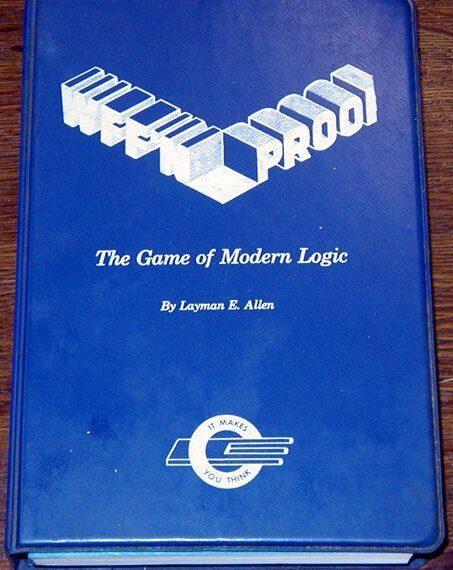 WFF'N PROOF
The Game of Modern Logic
By Layman E. Allen
IT MAKES
YOU THINK